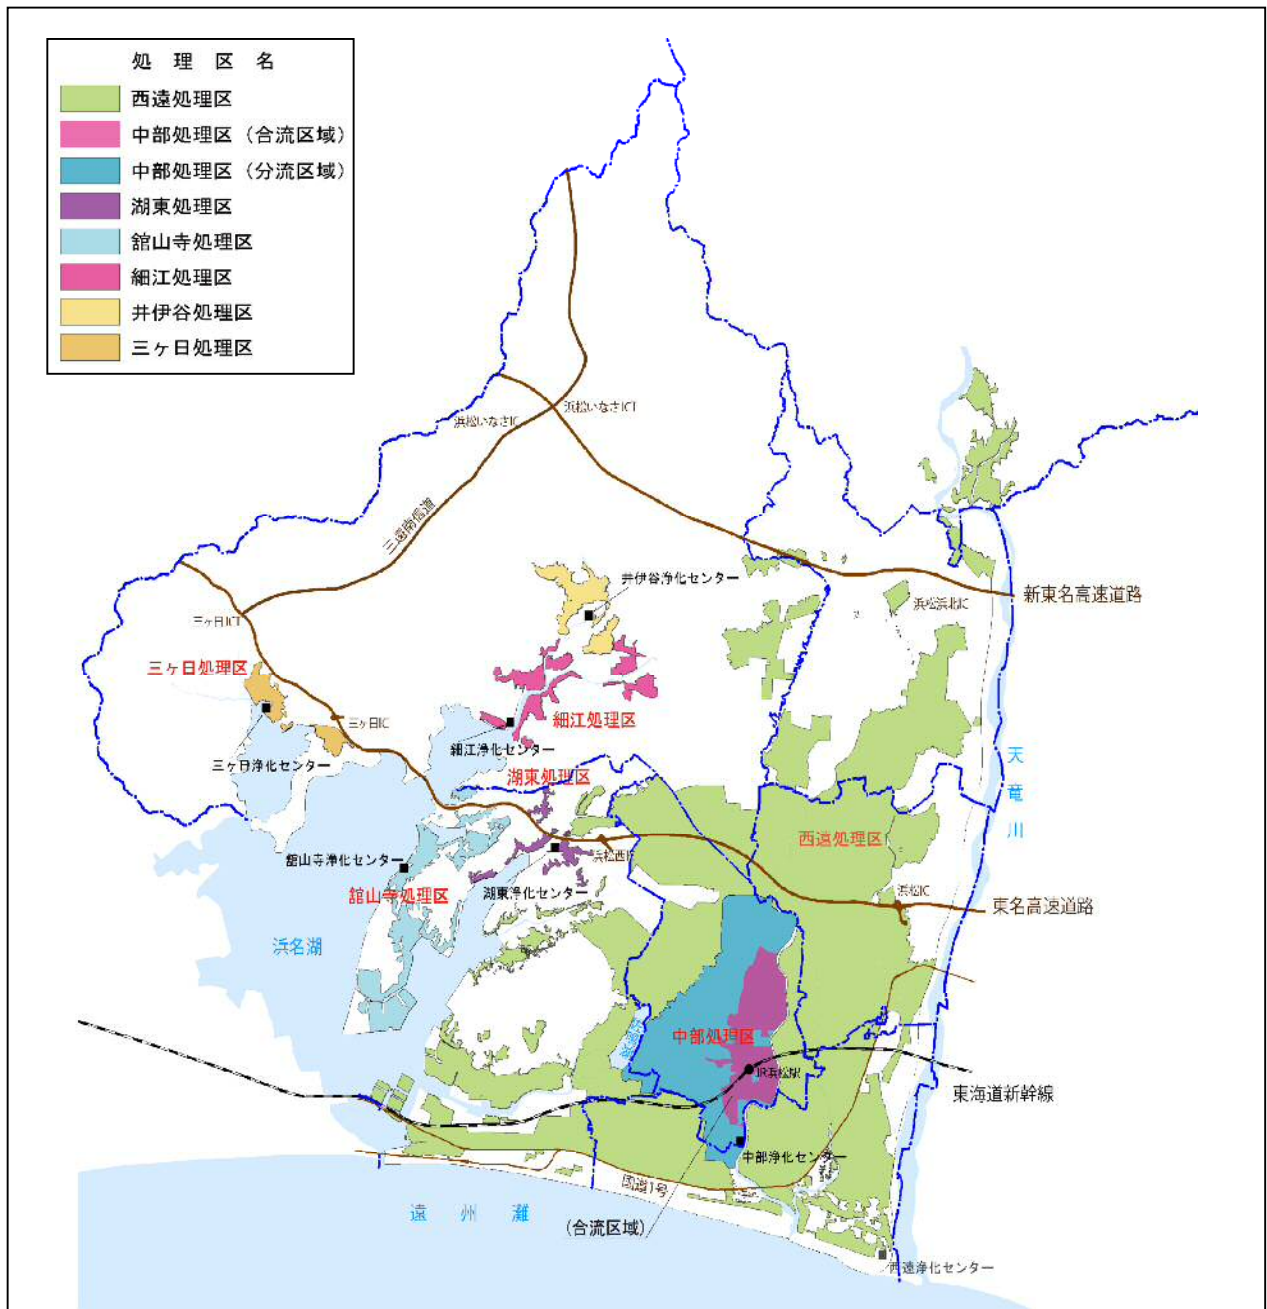 処理区名
西遠処理区
中部処理区（合流区域）
中部処理区（分流区域）
湖東処理区
舘山寺処理区
細江処理区
井伊谷処理区
三ヶ日処理区
浜松いなさIC
浜松いなさJCT
三遠南信道
井伊谷浄化センター
新東名高速道路
浜松浜北IC
三ヶ日JCT
三ヶ日処理区
三ヶ日IC
細江処理区
細江浄化センター
三ヶ日浄化センター
湖東処理区
天竜川
西遠処理区
浜松西IC
舘山寺浄化センター
舘山寺処理区
湖東浄化センター
浜松IC
東名高速道路
浜名湖
中部処理区
JR浜松駅
東海道新幹線
中部浄化センター
国道1号
遠州灘
(合流区域)
西遠浄化センター